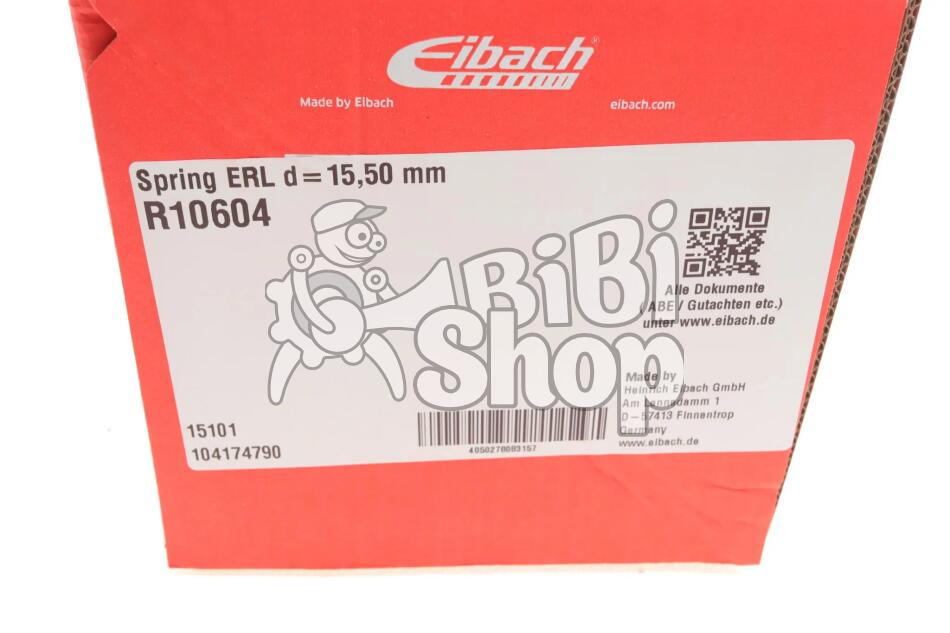 Eibach®
Made by Eibach
eibach.com
Spring ERL d=15,50 mm
R10604
BiBi
Shop
Alle Dokumente
( ABE / Gutachten etc.)
unter www.eibach.de
Made by
Heinrich Eibach GmbH
Am Lennedamm 1
D-57413 Finnentrop
Germany
www.eibach.de
15101
104174790
4050278083157